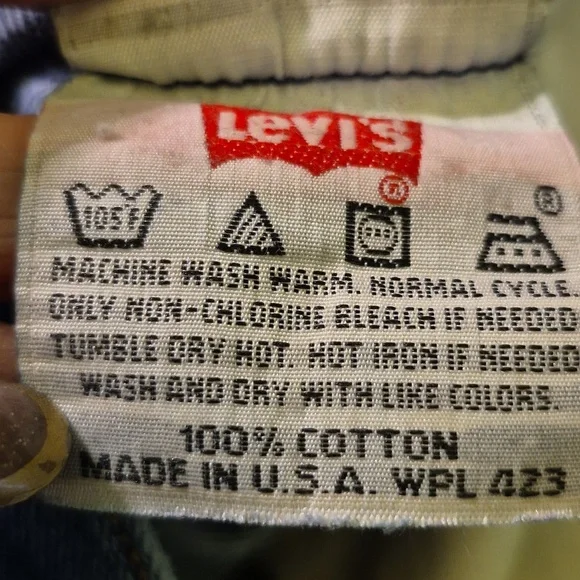 Levi's
®
105°F
®
MACHINE WASH WARM. NORMAL CYCLE.
ONLY NON-CHLORINE BLEACH IF NEEDED
TUMBLE DRY HOT. HOT IRON IF NEEDED
WASH AND DRY WITH LIKE COLORS.
100% COTTON
MADE IN U.S.A. WPL 423